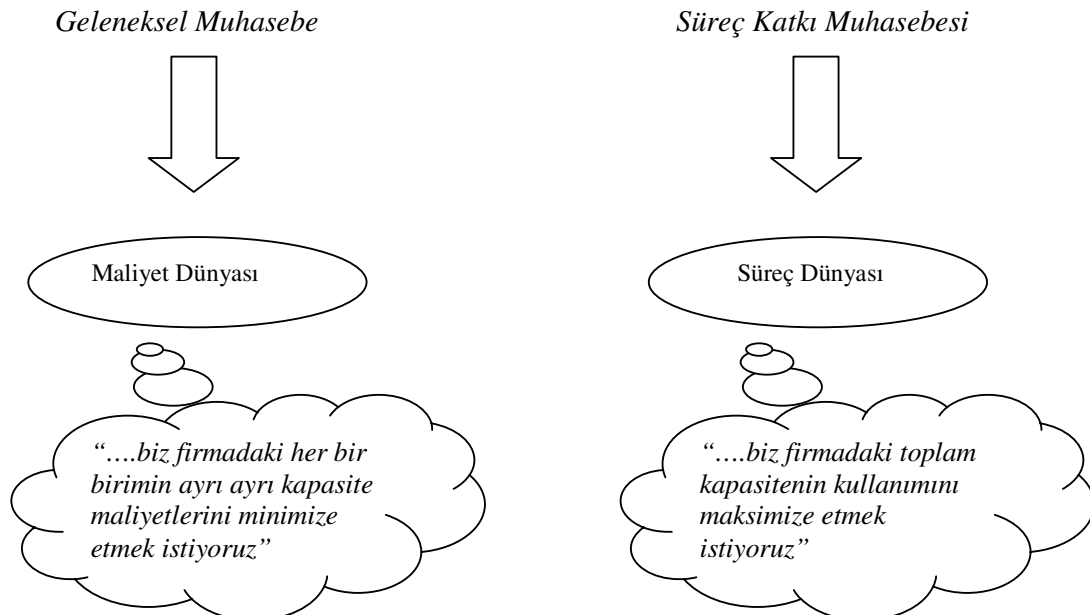 Geleneksel Muhasebe
Süreç Katkı Muhasebesi
Maliyet Dünyası
Süreç Dünyası
“….biz firmadaki her bir
birimin ayrı ayrı kapasite
maliyetlerini minimize
etmek istiyoruz”
“….biz firmadaki toplam
kapasitenin kullanımını
maksimize etmek
istiyoruz”